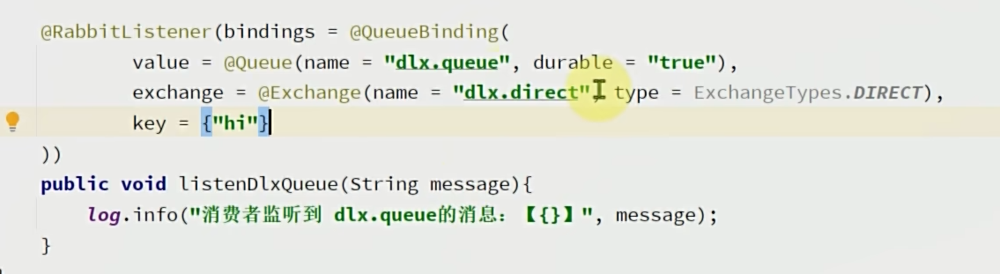 @RabbitListener(bindings = @QueueBinding(
value = @Queue(name = "dlx.queue", durable = "true"),
exchange = @Exchange(name = "dlx.direct", type = ExchangeTypes.DIRECT),
key = {"hi"}
))
public void listenDlxQueue(String message){
log.info("消费者监听到 dlx.queue的消息：【{}】", message);
}